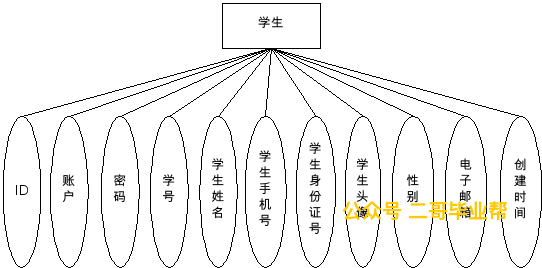 学生
ID
账户
密码
学号
学生姓名
学生手机号
学生身份证号
学生头像
性别
电子邮箱
创建时间
公众号 二哥毕业帮